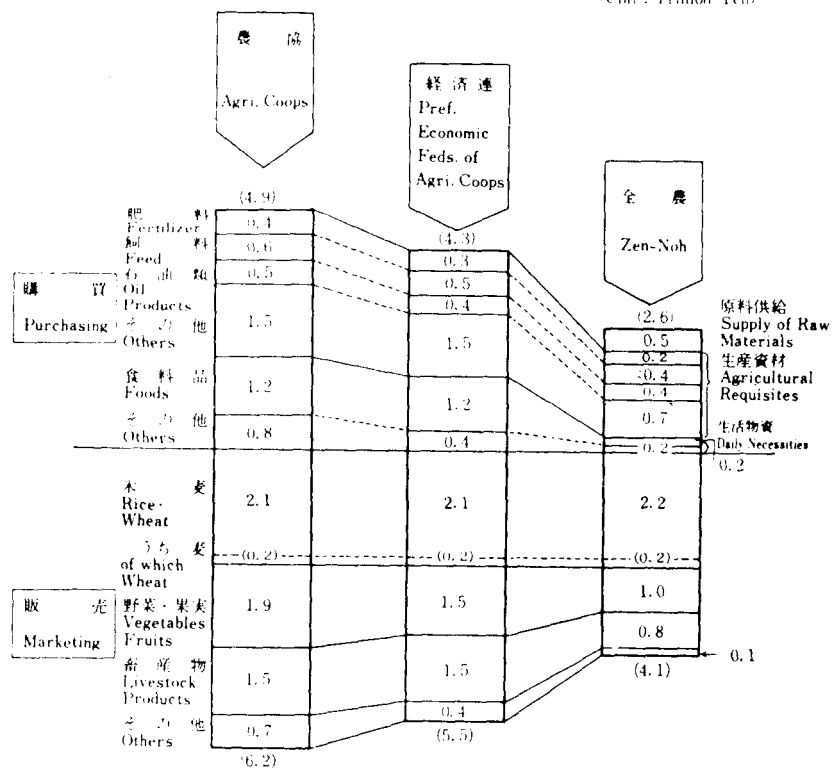 農 協
Agri. Coops
経 済 連
Pref.
Economic
Feds. of
Agri. Coops
全 農
Zen-Noh
(4.9)
(4.3)
(2.6)
購 買
Purchasing
肥 料
Fertilizer
0.4
0.3
飼 料
Feed
0.6
0.5
石 油 類
Oil
Products
0.5
0.4
そ の 他
Others
1.5
1.5
食 料 品
Foods
1.2
1.2
そ の 他
Others
0.8
0.4
0.5
0.2
0.4
0.4
0.7
0.2
0.2
原料供給
Supply of Raw
Materials
生産資材
Agricultural
Requisites
生活物資
Daily Necessities
販 売
Marketing
米 麦
Rice·
Wheat
2.1
2.1
2.2
うち 麦
of which
Wheat
(0.2)
(0.2)
(0.2)
野菜・果実
Vegetables
Fruits
1.9
1.5
1.0
畜 産 物
Livestock
Products
1.5
1.5
0.8
そ の 他
Others
0.7
0.4
0.1
(6.2)
(5.5)
(4.1)